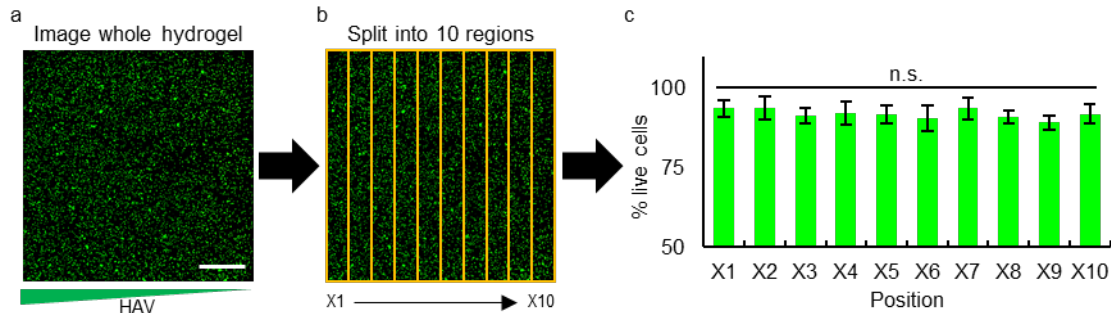 a
Image whole hydrogel
HAV
b
Split into 10 regions
X1
X10
c
n.s.
100
75
50
% live cells
X1 X2 X3 X4 X5 X6 X7 X8 X9 X10
Position